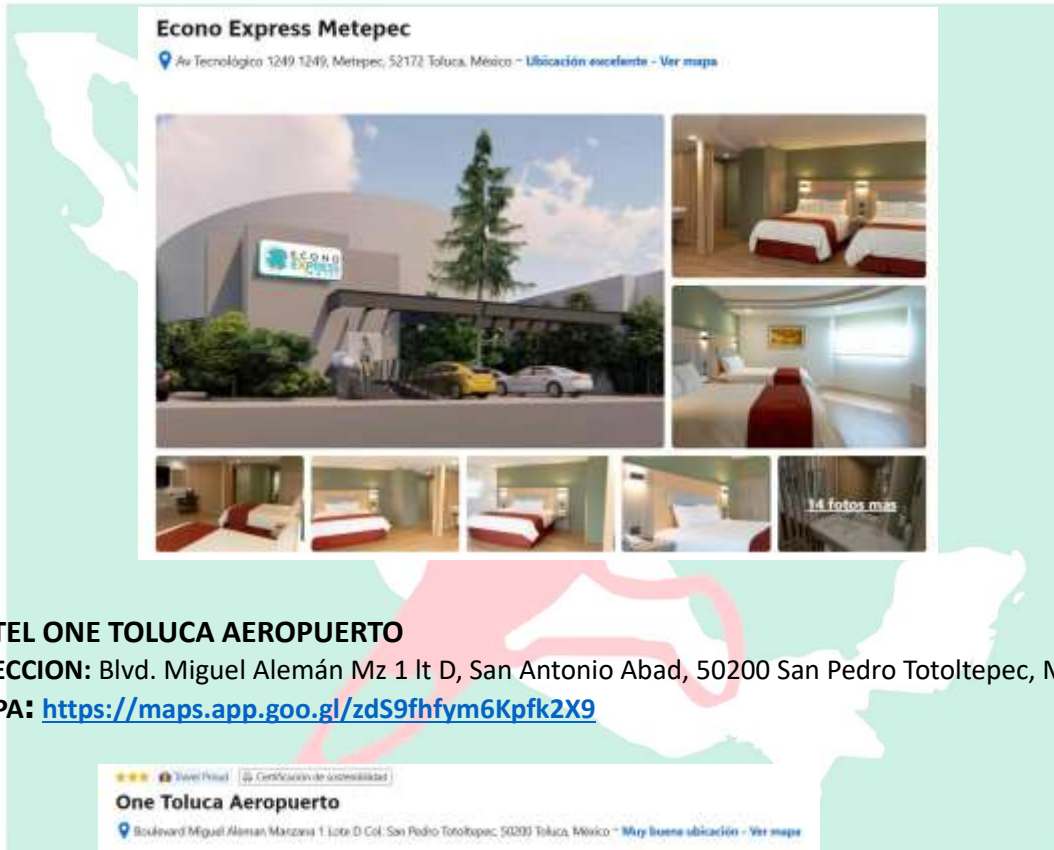 Econo Express Metepec
Av Tecnológico 1249 1249, Metepec, 52172 Toluca, México – Ubicación excelente - Ver mapa
ECONO
EXPRESS
14 fotos más
TEL ONE TOLUCA AEROPUERTO
ECCION: Blvd. Miguel Alemán Mz 1 lt D, San Antonio Abad, 50200 San Pedro Totoltepec, M
PA: https://maps.app.goo.gl/zdS9fhfym6Kpfk2X9
Travel Proud Certificación de sostenibilidad
One Toluca Aeropuerto
Boulevard Miguel Aleman Manzana 1 Lote D Col. San Pedro Totoltepec, 50200 Toluca, México – Muy buena ubicación - Ver mapa